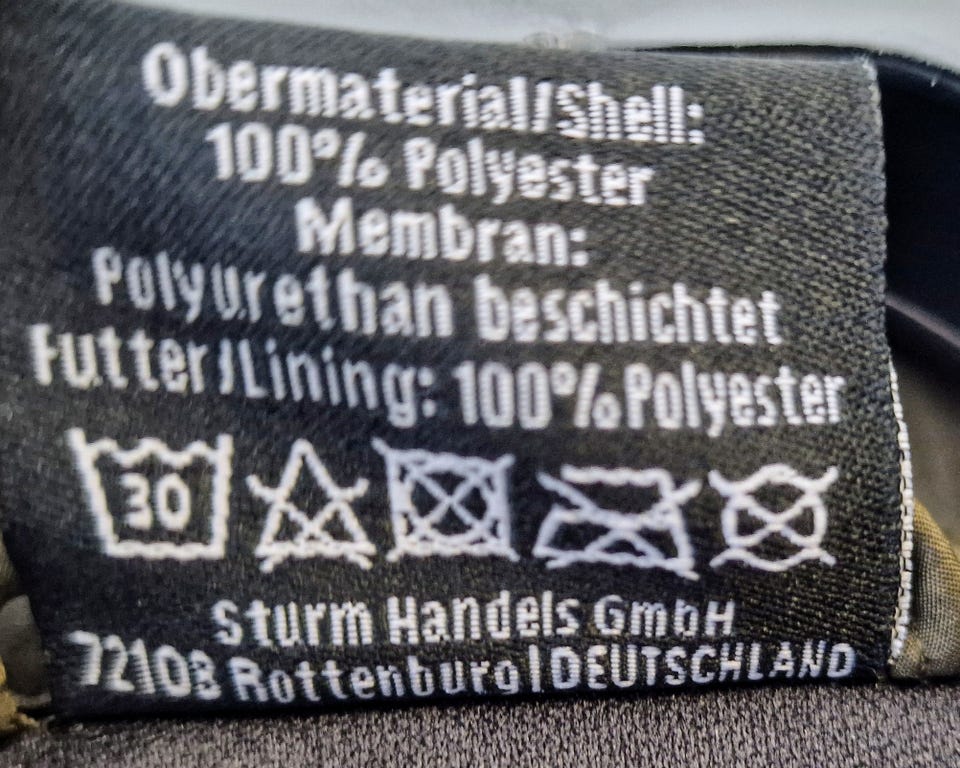 Obermaterial/Shell:
100% Polyester
Membran:
Polyurethan beschichtet
Futter/Lining: 100% Polyester
30
Sturm Handels GmbH
72108 Rottenburg | DEUTSCHLAND